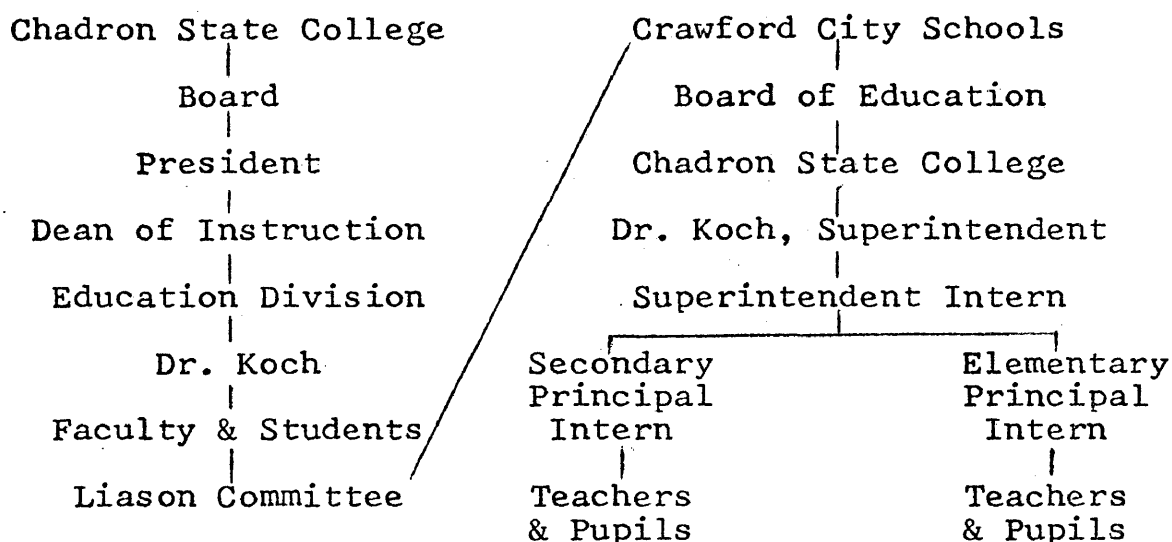 Chadron State College
Board
President
Dean of Instruction
Education Division
Dr. Koch
Faculty & Students
Liason Committee
Crawford City Schools
Board of Education
Chadron State College
Dr. Koch, Superintendent
Superintendent Intern
Secondary
Principal
Intern
Teachers
& Pupils
Elementary
Principal
Intern
Teachers
& Pupils